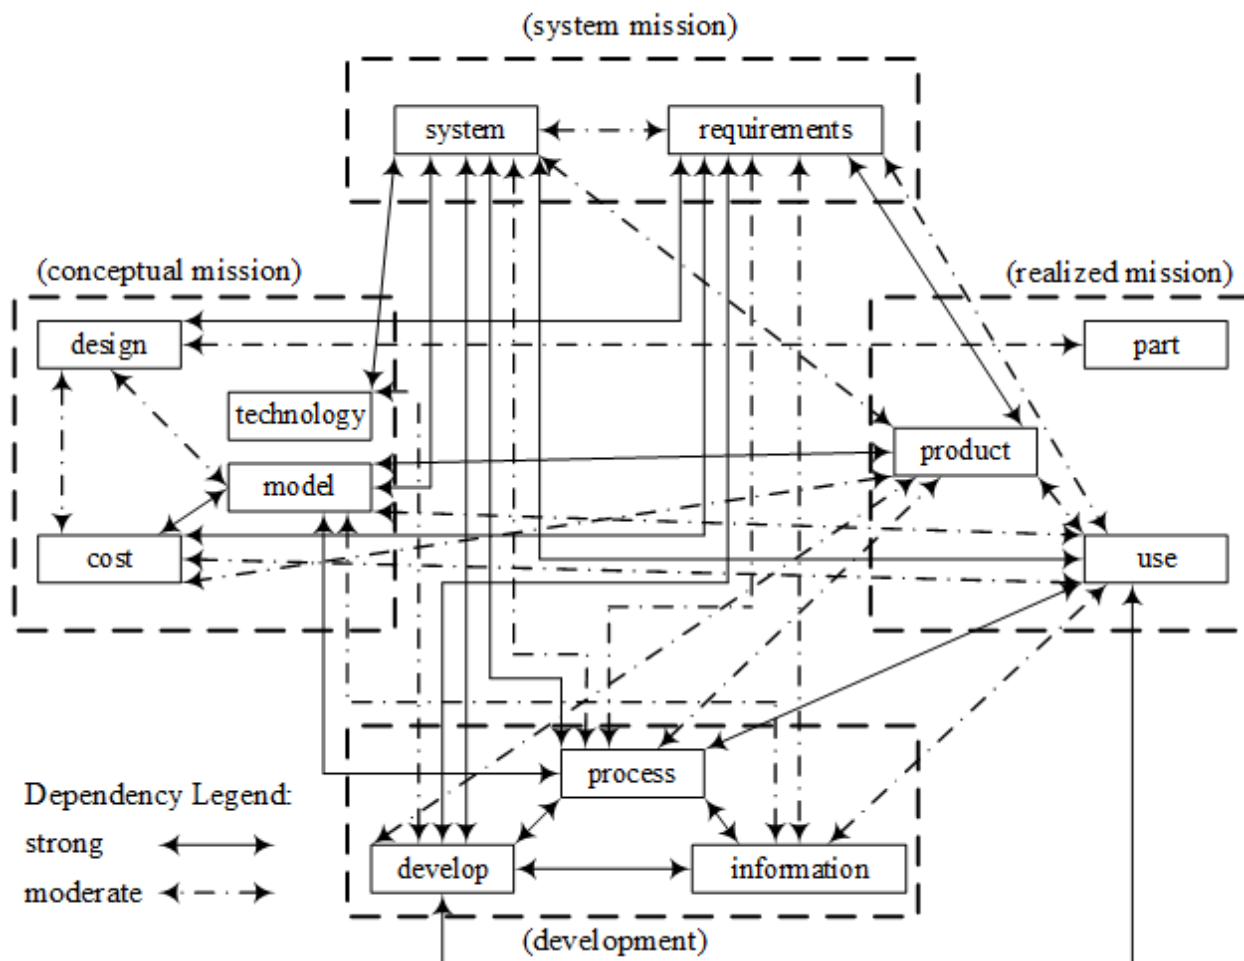 (system mission)
system
requirements
(conceptual mission)
(realized mission)
design
part
technology
product
model
cost
use
process
Dependency Legend:
strong
develop
information
moderate
(development)